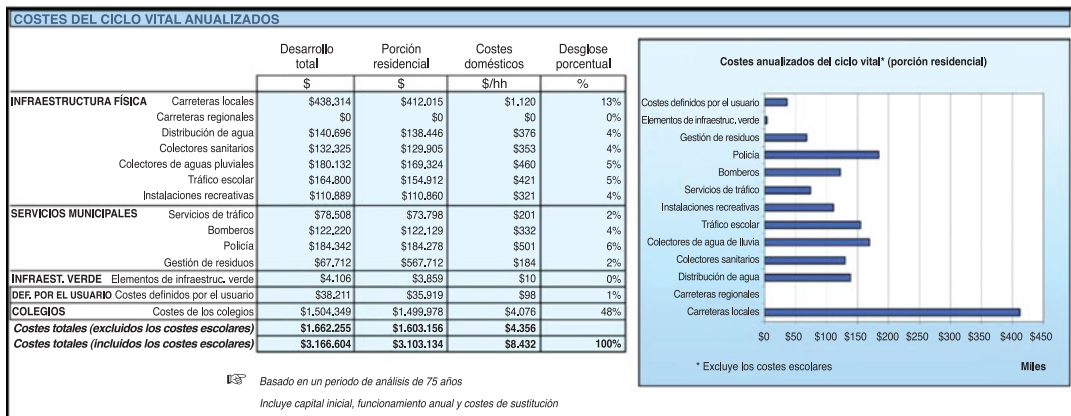 COSTES DEL CICLO VITAL ANUALIZADOS
Desarrollo total Porción residencial Costes domésticos Desglose porcentual
$ $ $/hh %
INFRAESTRUCTURA FÍSICA Carreteras locales $438.314 $412.015 $1.120 13%
Carreteras regionales $0 $0 $0 0%
Distribución de agua $140.696 $138.446 $376 4%
Colectores sanitarios $132.325 $129.905 $353 4%
Colectores de aguas pluviales $180.132 $169,324 $460 5%
Tráfico escolar $164.800 $154.912 $421 5%
Instalaciones recreativas $110.889 $110.860 $321 4%
SERVICIOS MUNICIPALES Servicios de tráfico $78.508 $73.798 $201 2%
Bomberos $122.220 $122.129 $332 4%
Policía $184.342 $184.278 $501 6%
Gestión de residuos $67.712 $567.712 $184 2%
INFRAEST. VERDE Elementos de infraestruc. verde $4.106 $3.859 $10 0%
DEF. POR EL USUARIO Costes definidos por el usuario $38.211 $35.919 $98 1%
COLEGIOS Costes de los colegios $1.504.349 $1.499.978 $4.076 48%
Costes totales (excluidos los costes escolares) $1.662.255 $1.603.156 $4.356
Costes totales (incluidos los costes escolares) $3.166.604 $3.103.134 $8.432 100%
Basado en un periodo de análisis de 75 años
Incluye capital inicial, funcionamiento anual y costes de sustitución
Costes anualizados del ciclo vital* (porción residencial)
Costes definidos por el usuario
Elementos de infraestruc. verde
Gestión de residuos
Policía
Bomberos
Servicios de tráfico
Instalaciones recreativas
Tráfico escolar
Colectores de agua de lluvia
Colectores sanitarios
Distribución de agua
Carreteras regionales
Carreteras locales
$0 $50 $100 $150 $200 $250 $300 $350 $400 $450
* Excluye los costes escolares Miles